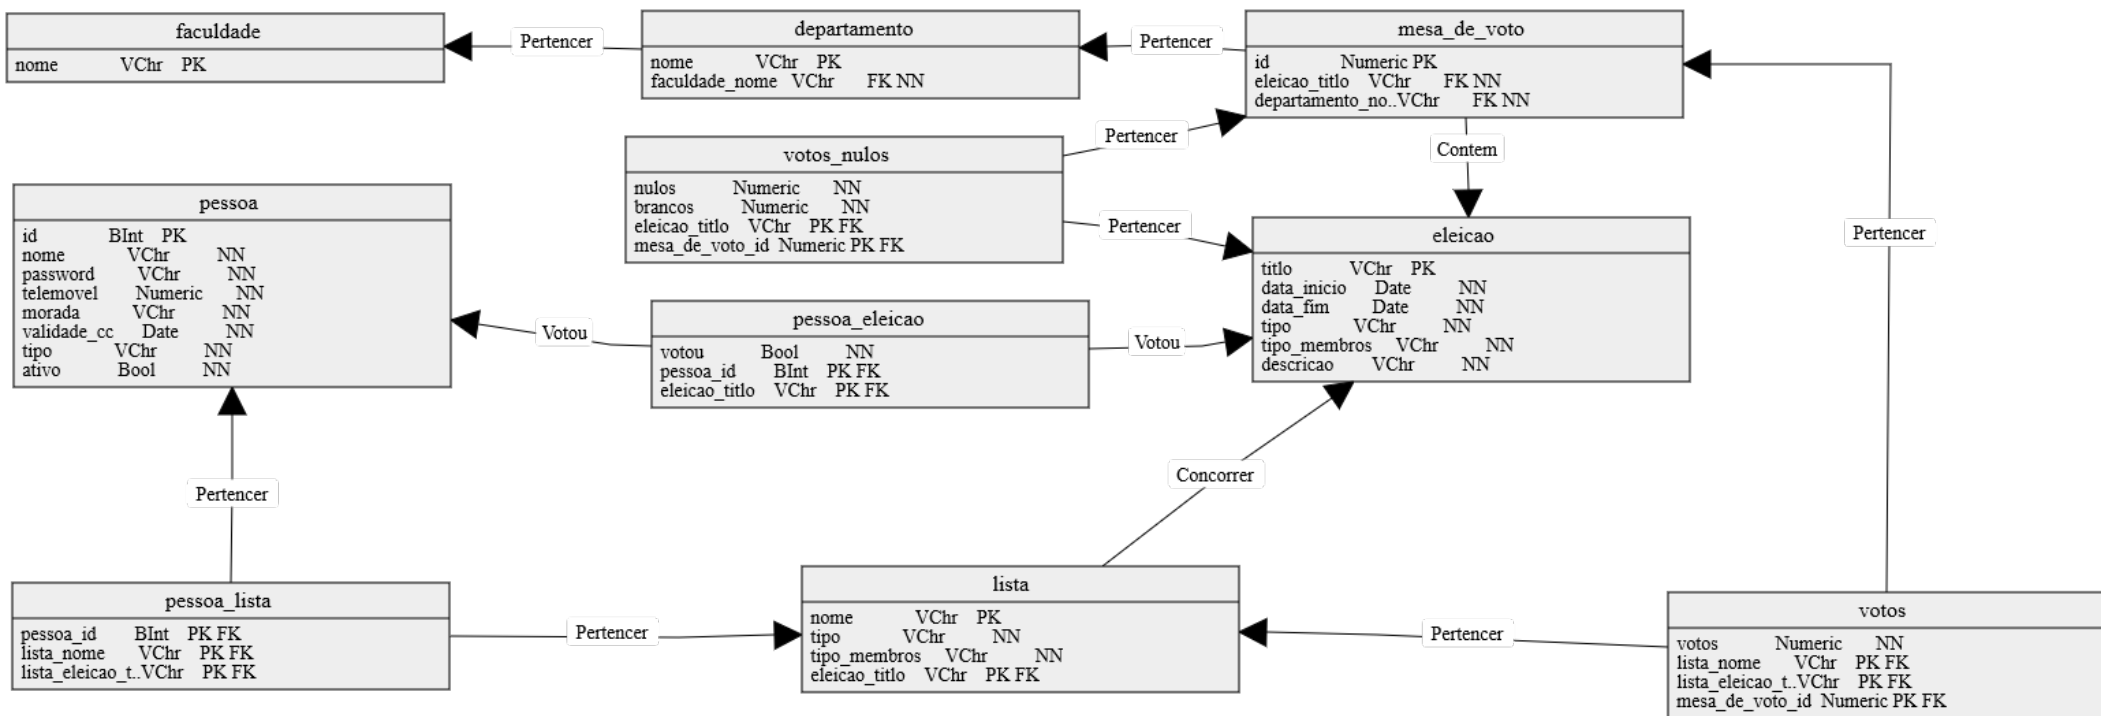 faculdade
nome VChr PK
Pertencer
departamento
nome VChr PK
faculdade_nome VChr FK NN
Pertencer
mesa_de_voto
id Numeric PK
eleicao_titlo VChr FK NN
departamento_no..VChr FK NN
Pertencer
votos_nulos
nulos Numeric NN
brancos Numeric NN
eleicao_titlo VChr PK FK
mesa_de_voto_id Numeric PK FK
Pertencer
Contem
Pertencer
pessoa
id BInt PK
nome VChr NN
password VChr NN
telemovel Numeric NN
morada VChr NN
validade_cc Date NN
tipo VChr NN
ativo Bool NN
Votou
pessoa_eleicao
votou Bool NN
pessoa_id BInt PK FK
eleicao_titlo VChr PK FK
Votou
eleicao
titlo VChr PK
data_inicio Date NN
data_fim Date NN
tipo VChr NN
tipo_membros VChr NN
descricao VChr NN
Pertencer
Pertencer
Concorrer
pessoa_lista
pessoa_id BInt PK FK
lista_nome VChr PK FK
lista_eleicao_t..VChr PK FK
Pertencer
lista
nome VChr PK
tipo VChr NN
tipo_membros VChr NN
eleicao_titlo VChr PK FK
Pertencer
votos
votos Numeric NN
lista_nome VChr PK FK
lista_eleicao_t..VChr PK FK
mesa_de_voto_id Numeric PK FK